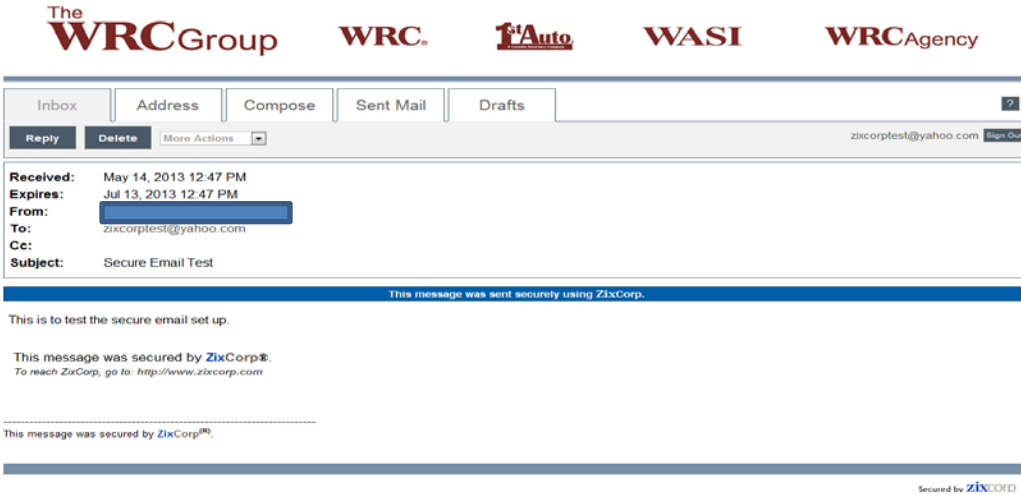 The
WRCGroup WRC® 1stAuto WASI WRCAgency
Inbox Address Compose Sent Mail Drafts ?
Reply Delete More Actions zixcorptest@yahoo.com Sign Out
Received: May 14, 2013 12:47 PM
Expires: Jul 13, 2013 12:47 PM
From:
To: zixcorptest@yahoo.com
Cc:
Subject: Secure Email Test
This message was sent securely using ZixCorp.
This is to test the secure email set up.
This message was secured by ZixCorp®.
To reach ZixCorp, go to: http://www.zixcorp.com
This message was secured by ZixCorp(R).
Secured by zixcorp